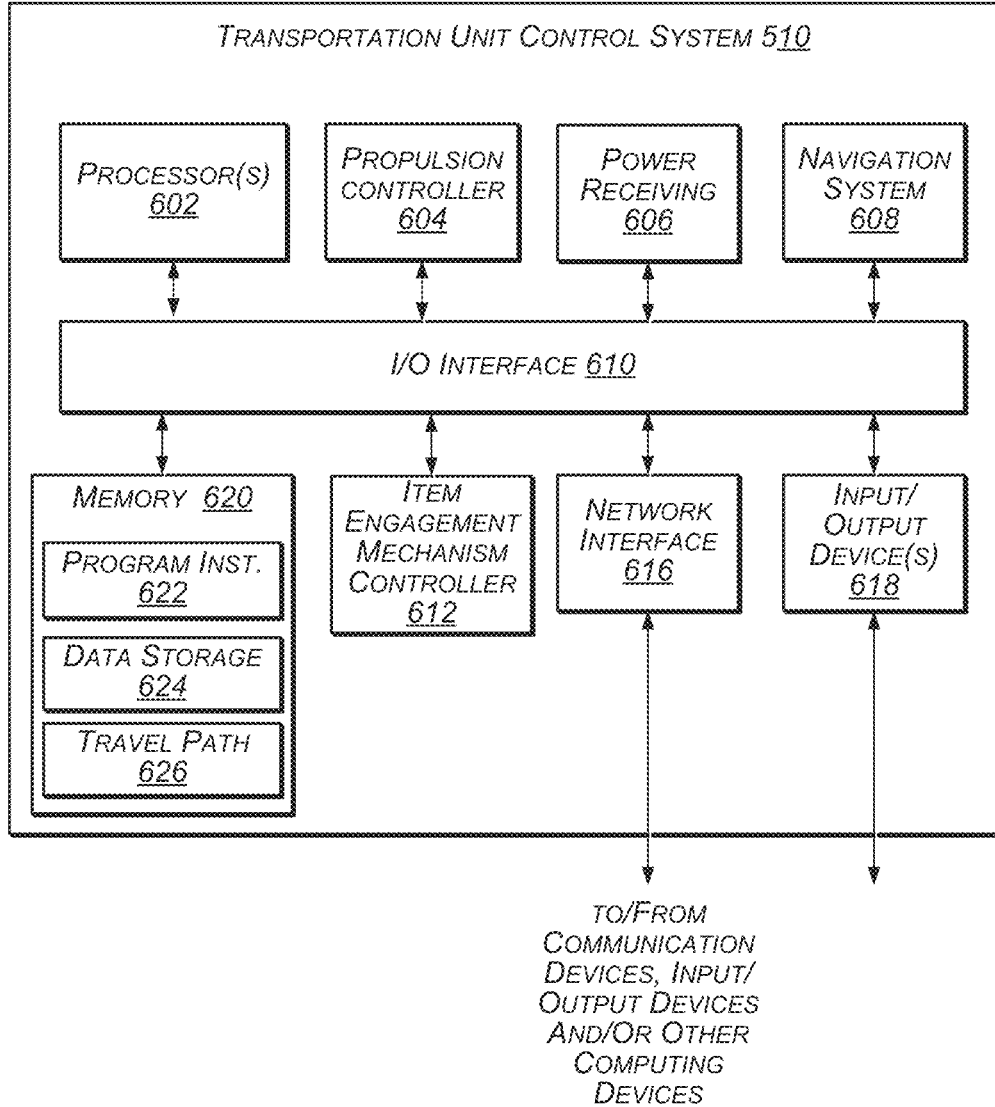 TRANSPORTATION UNIT CONTROL SYSTEM 510
PROCESSOR(S)
602
PROPULSION
CONTROLLER
604
POWER
RECEIVING
606
NAVIGATION
SYSTEM
608
I/O INTERFACE 610
MEMORY 620
PROGRAM INST.
622
DATA STORAGE
624
TRAVEL PATH
626
ITEM
ENGAGEMENT
MECHANISM
CONTROLLER
612
NETWORK
INTERFACE
616
INPUT/
OUTPUT
DEVICE(S)
618
TO/FROM
COMMUNICATION
DEVICES, INPUT/
OUTPUT DEVICES
AND/OR OTHER
COMPUTING
DEVICES